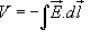 V = −∫E⃗.dl⃗